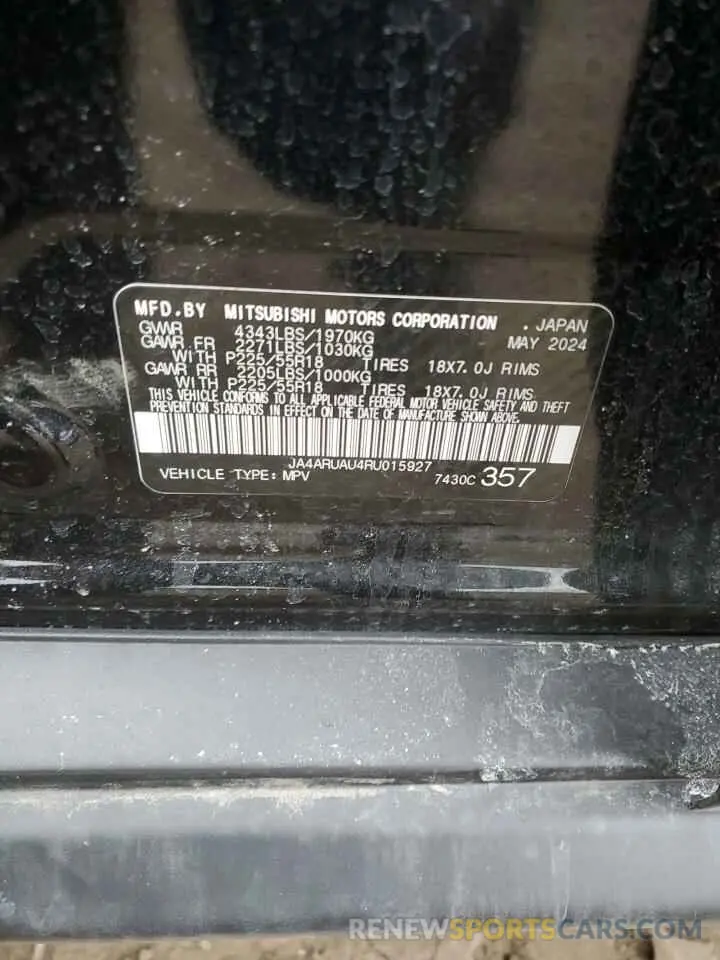 MFD.BY MITSUBISHI MOTORS CORPORATION . JAPAN
GVWR 4343LBS/1970KG MAY 2024
GAWR FR 2271LBS/1030KG
WITH P225/55R18 TIRES 18X7.0J RIMS
GAWR RR 2205LBS/1000KG
WITH P225/55R18 TIRES 18X7.0J RIMS
THIS VEHICLE CONFORMS TO ALL APPLICABLE FEDERAL MOTOR VEHICLE SAFETY AND THEFT
PREVENTION STANDARDS IN EFFECT ON THE DATE OF MANUFACTURE SHOWN ABOVE.
JA4ARUAU4RU015927
VEHICLE TYPE: MPV 7430C 357
RENEWSPORTSCARS.COM